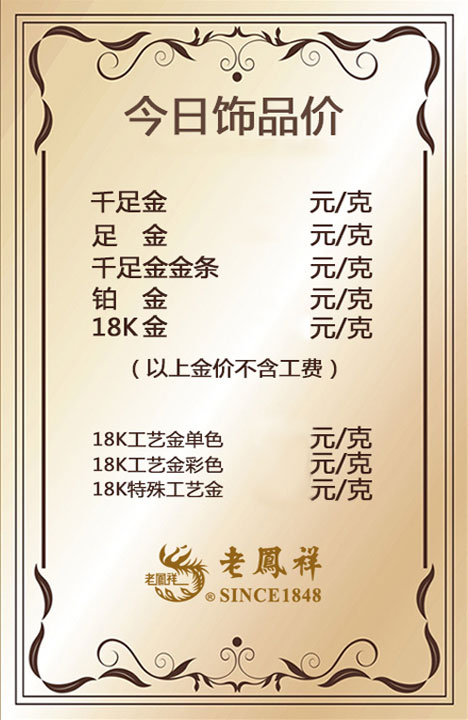 今日饰品价
千足金 元/克
足 金 元/克
千足金金条 元/克
铂 金 元/克
18K金 元/克
（以上金价不含工费）
18K工艺金单色 元/克
18K工艺金彩色 元/克
18K特殊工艺金 元/克
老鳳祥 老鳳祥
® SINCE1848